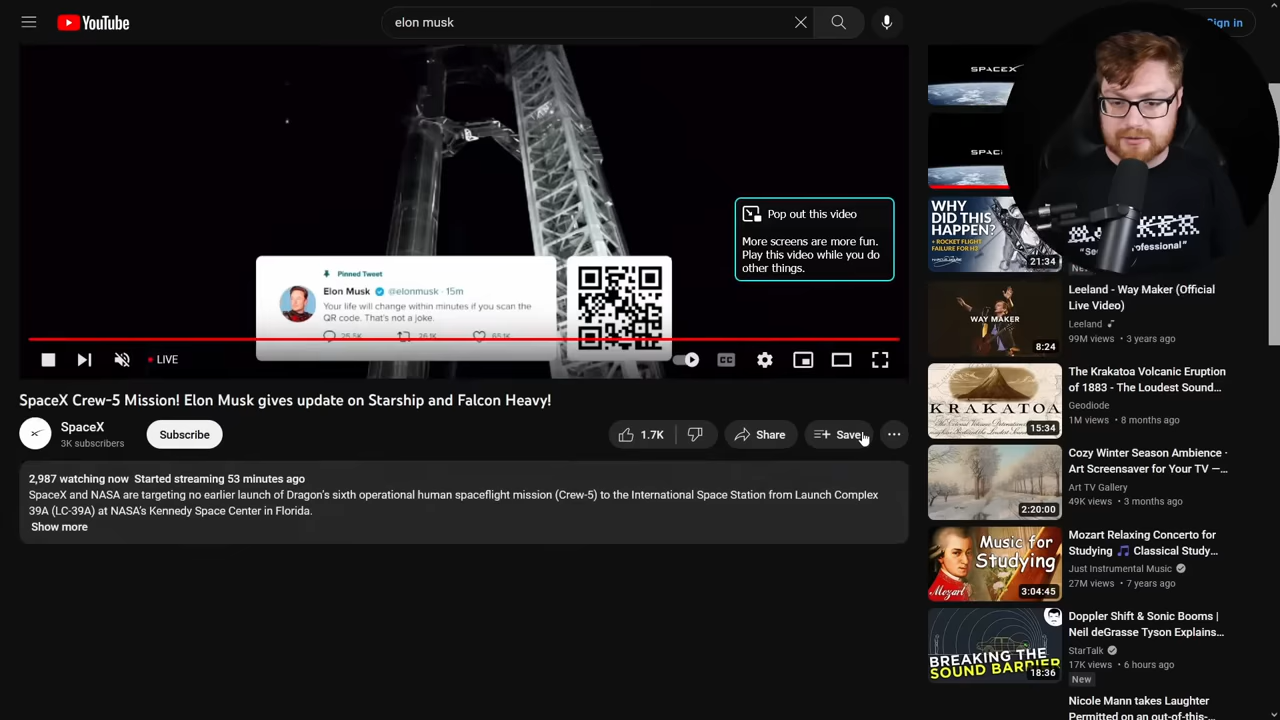 YouTube
elon musk
Sign in
Pop out this video
More screens are more fun.
Play this video while you do
other things.
Pinned Tweet
Elon Musk @elonmusk · 15m
Your life will change within minutes if you scan the
QR code. That's not a joke.
25.5K 26.1K 65.1K
LIVE
CC
SpaceX Crew-5 Mission! Elon Musk gives update on Starship and Falcon Heavy!
SpaceX
3K subscribers
Subscribe
1.7K
Share
Save
2,987 watching now Started streaming 53 minutes ago
SpaceX and NASA are targeting no earlier launch of Dragon's sixth operational human spaceflight mission (Crew-5) to the International Space Station from Launch Complex
39A (LC-39A) at NASA's Kennedy Space Center in Florida.
Show more
SPACEX
SPACE
WHY
DID THIS
HAPPEN?
+ ROCKET FLIGHT
FAILURE FOR H3
21:34
WAY MAKER
8:24
Leeland - Way Maker (Official
Live Video)
Leeland
99M views · 3 years ago
KRAKATOA
15:34
The Krakatoa Volcanic Eruption
of 1883 - The Loudest Sound...
Geodiode
1M views · 8 months ago
2:20:00
Cozy Winter Season Ambience ·
Art Screensaver for Your TV —...
Art TV Gallery
49K views · 3 months ago
Music for
Studying
Mozart
3:04:45
Mozart Relaxing Concerto for
Studying 🎵 Classical Study...
Just Instrumental Music
27M views · 7 years ago
BREAKING THE
SOUND BARRIER
18:36
Doppler Shift & Sonic Booms |
Neil deGrasse Tyson Explains...
StarTalk
17K views · 6 hours ago
New
Nicole Mann takes Laughter
Permitted on an out-of-this-